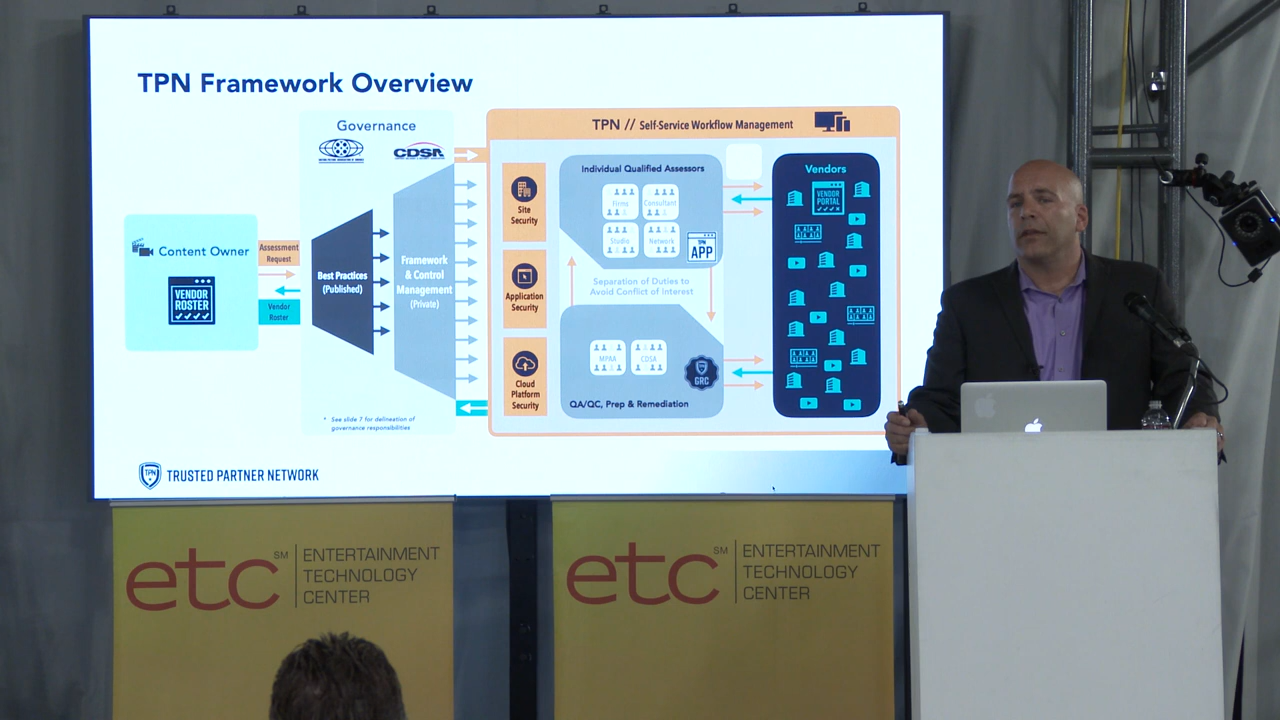 TPN Framework Overview
Governance
CDSA
Content Owner
VENDOR
ROSTER
Assessment
Request
Vendor
Roster
Best Practices
(Published)
Framework
& Control
Management
(Private)
* See slide 7 for delineation of
governance responsibilities
TPN // Self-Service Workflow Management
Site
Security
Application
Security
Cloud
Platform
Security
Individual Qualified Assessors
Firms
Consultant
Studio
Network
TPN
APP
Separation of Duties to
Avoid Conflict of Interest
MPAA
CDSA
GRC
QA/QC, Prep & Remediation
Vendors
VENDOR
PORTAL
TPN
TRUSTED PARTNER NETWORK
etc SM
ENTERTAINMENT
TECHNOLOGY
CENTER
etc SM
ENTERTAINMENT
TECHNOLOGY
CENTER